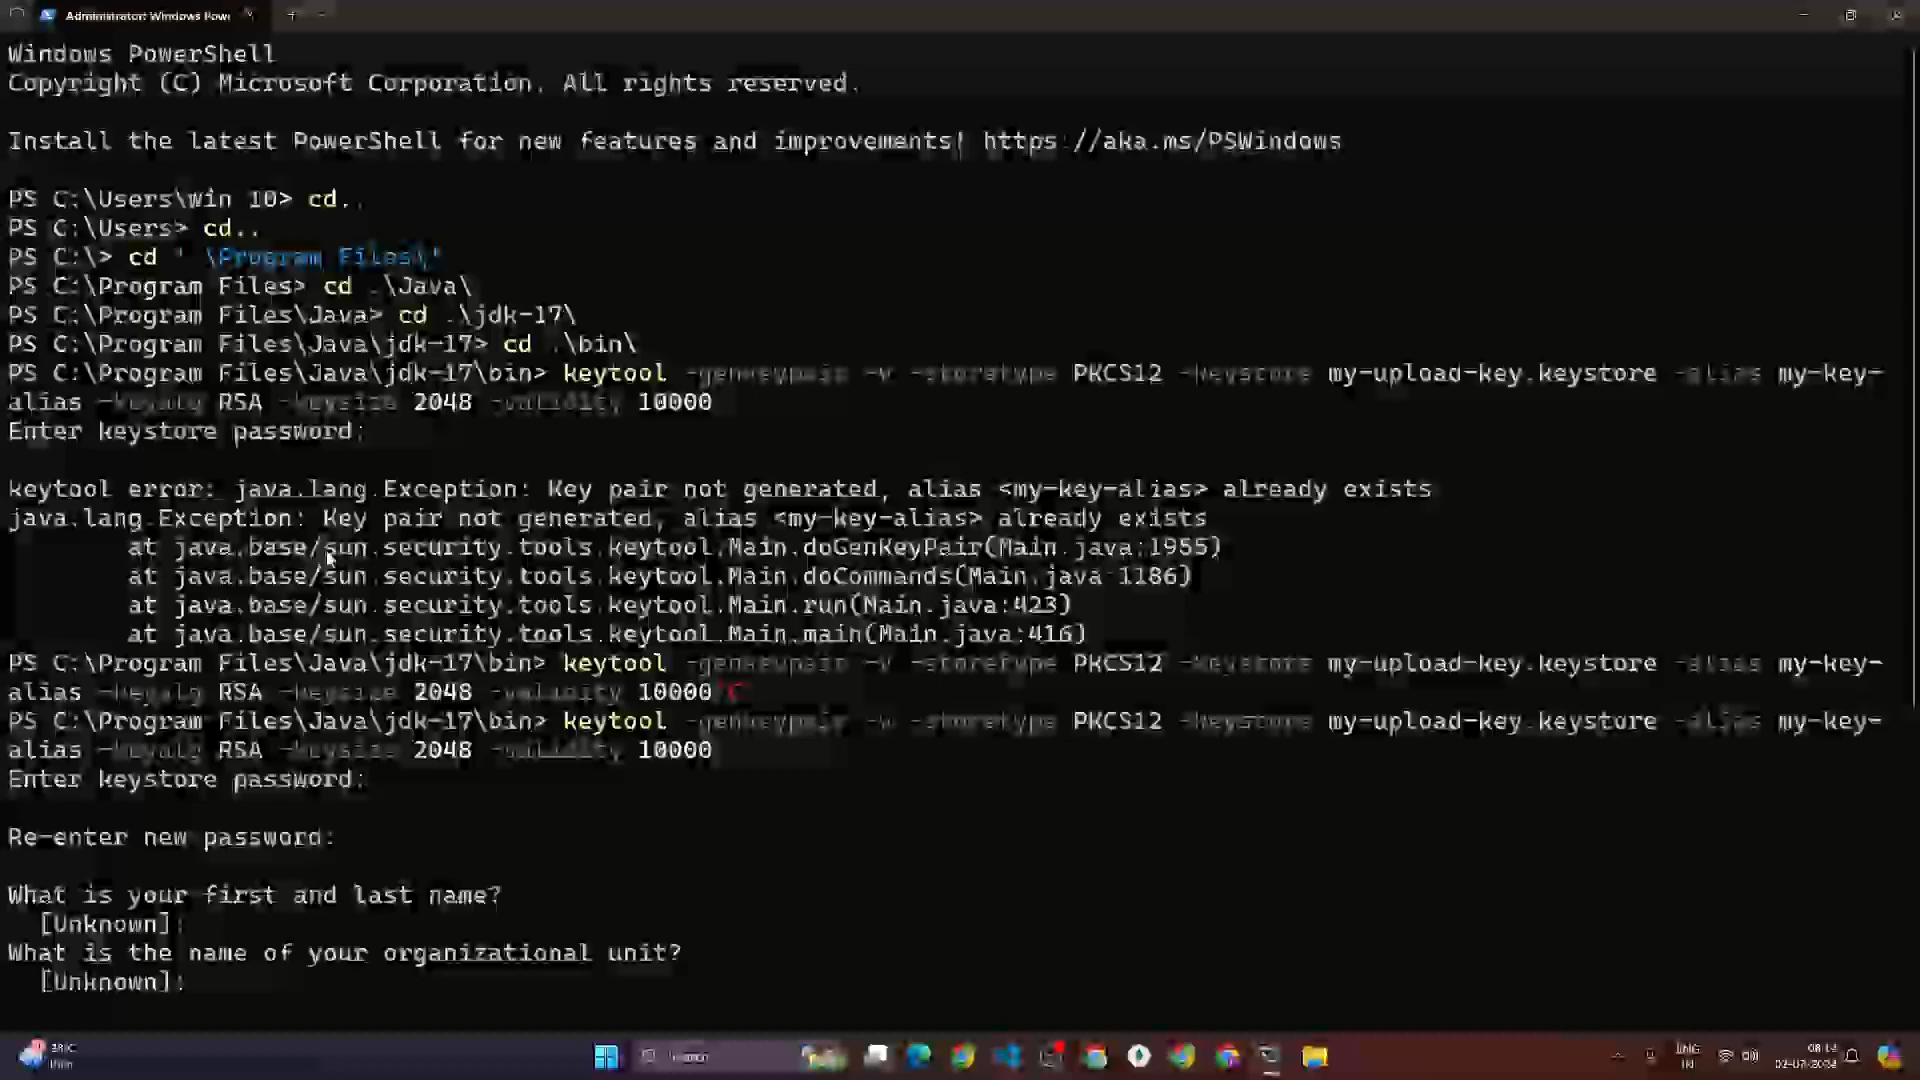 Administrator: Windows Powe
Windows PowerShell
Copyright (C) Microsoft Corporation. All rights reserved.
Install the latest PowerShell for new features and improvements! https://aka.ms/PSWindows
PS C:\Users\Win 10> cd..
PS C:\Users> cd..
PS C:\> cd '.\Program Files\'
PS C:\Program Files> cd .\Java\
PS C:\Program Files\Java> cd .\jdk-17\
PS C:\Program Files\Java\jdk-17> cd .\bin\
PS C:\Program Files\Java\jdk-17\bin> keytool -genkeypair -v -storetype PKCS12 -keystore my-upload-key.keystore -alias my-key-
alias -keyalg RSA -keysize 2048 -validity 10000
Enter keystore password:
keytool error: java.lang.Exception: Key pair not generated, alias <my-key-alias> already exists
java.lang.Exception: Key pair not generated, alias <my-key-alias> already exists
at java.base/sun.security.tools.keytool.Main.doGenKeyPair(Main.java:1955)
at java.base/sun.security.tools.keytool.Main.doCommands(Main.java:1186)
at java.base/sun.security.tools.keytool.Main.run(Main.java:423)
at java.base/sun.security.tools.keytool.Main.main(Main.java:416)
PS C:\Program Files\Java\jdk-17\bin> keytool -genkeypair -v -storetype PKCS12 -keystore my-upload-key.keystore -alias my-key-
alias -keyalg RSA -keysize 2048 -validity 10000^C
PS C:\Program Files\Java\jdk-17\bin> keytool -genkeypair -v -storetype PKCS12 -keystore my-upload-key.keystore -alias my-key-
alias -keyalg RSA -keysize 2048 -validity 10000
Enter keystore password:
Re-enter new password:
What is your first and last name?
[Unknown]:
What is the name of your organizational unit?
[Unknown]:
Search
ENG
IN